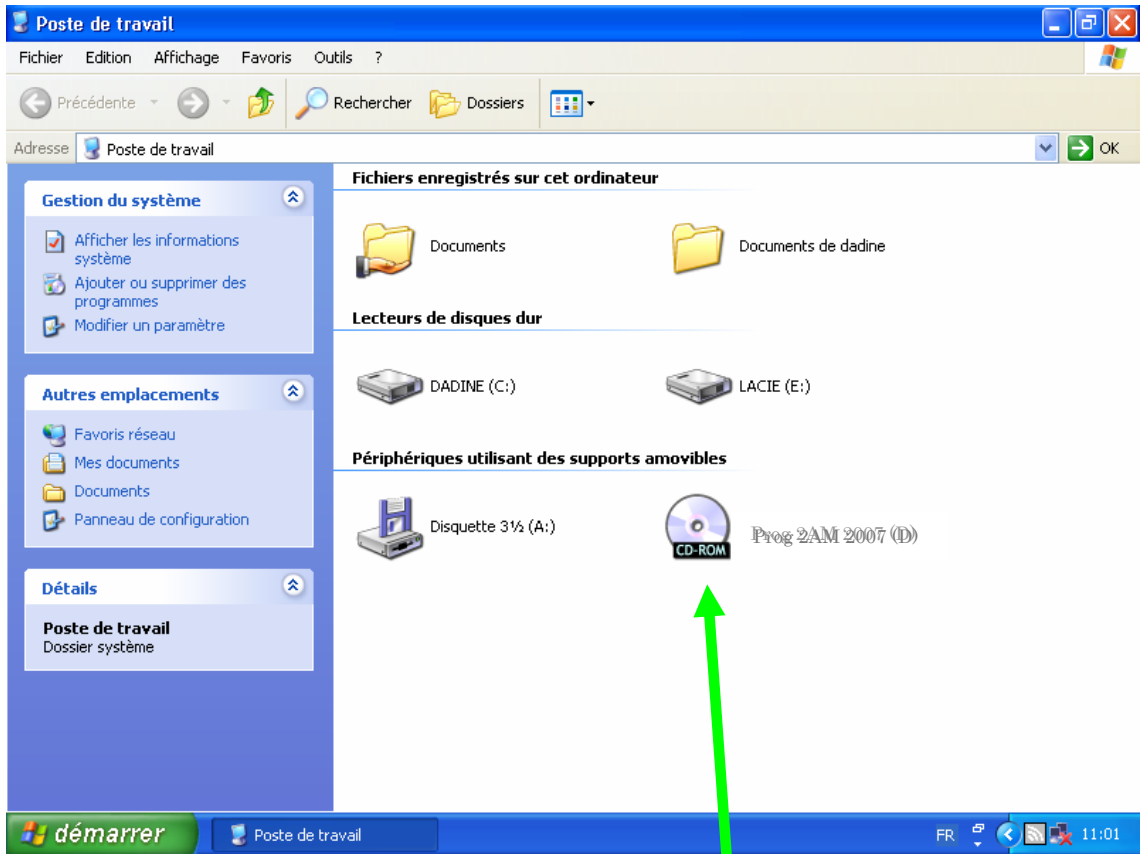 Poste de travail
Fichier Edition Affichage Favoris Outils ?
Précédente Rechercher Dossiers
Adresse Poste de travail OK
Gestion du système
Afficher les informations
système
Ajouter ou supprimer des
programmes
Modifier un paramètre
Autres emplacements
Favoris réseau
Mes documents
Documents
Panneau de configuration
Détails
Poste de travail
Dossier système
Fichiers enregistrés sur cet ordinateur
Documents Documents de dadine
Lecteurs de disques dur
DADINE (C:) LACIE (E:)
Périphériques utilisant des supports amovibles
Disquette 3½ (A:) CD-ROM Prog 2AM 2007 (D)
démarrer Poste de travail FR 11:01